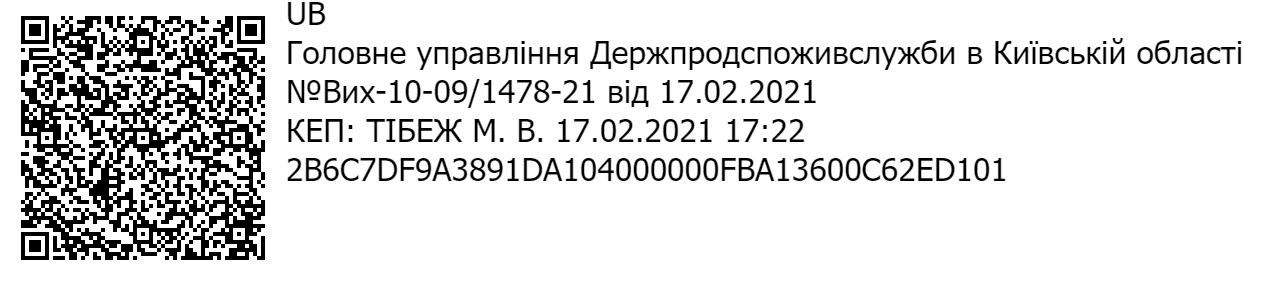 UB
Головне управління Держпродспоживслужби в Київській області
№Вих-10-09/1478-21 від 17.02.2021
КЕП: ТІБЕЖ М. В. 17.02.2021 17:22
2B6C7DF9A3891DA104000000FBA13600C62ED101